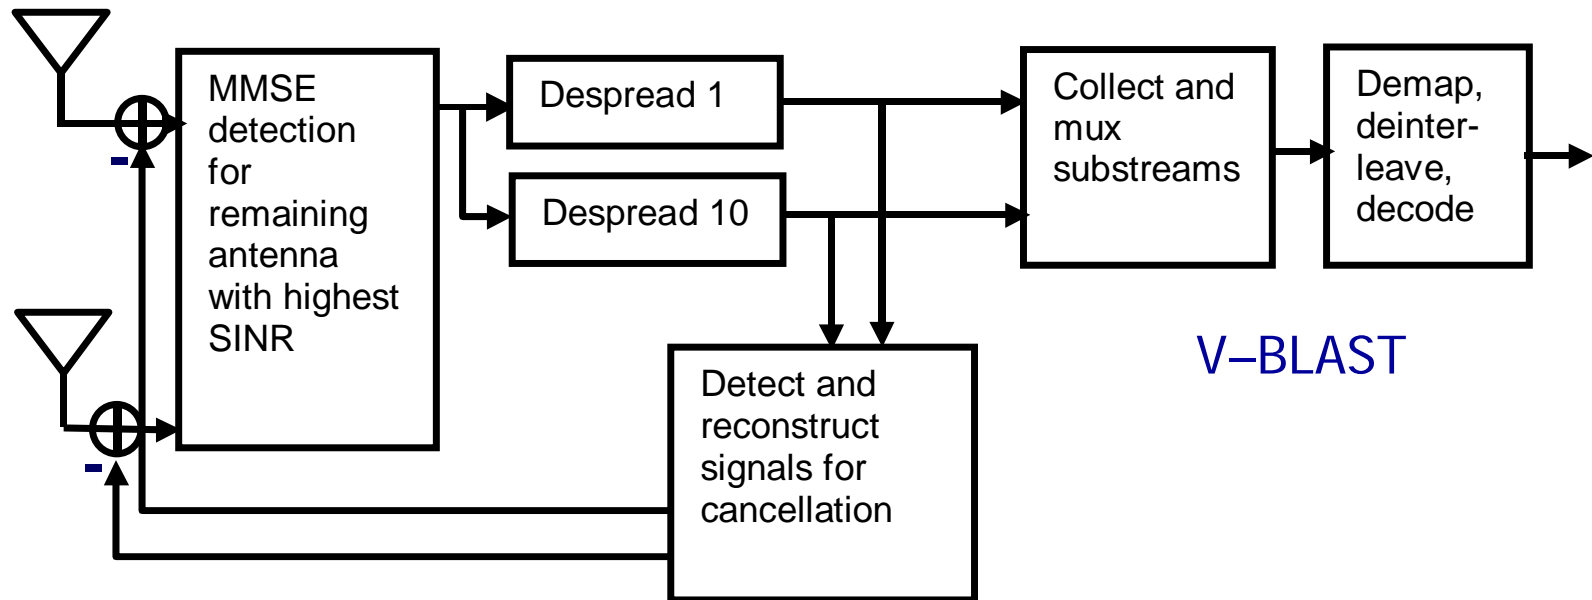 MMSE
detection
for
remaining
antenna
with highest
SINR
Despread 1
Despread 10
Collect and
mux
substreams
Demap,
deinter-
leave,
decode
-
-
Detect and
reconstruct
signals for
cancellation
V–BLAST